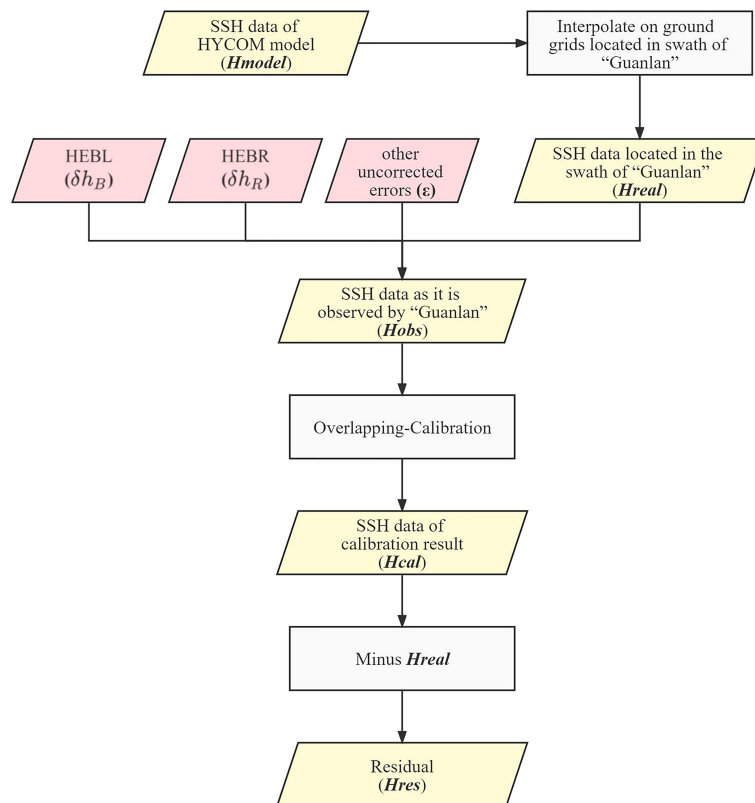 SSH data of
HYCOM model
(Hmodel)
Interpolate on ground
grids located in swath of
“Guanlan”
HEBL
(δh_B)
HEBR
(δh_R)
other
uncorrected
errors (ε)
SSH data located in the
swath of “Guanlan”
(Hreal)
SSH data as it is
observed by “Guanlan”
(Hobs)
Overlapping-Calibration
SSH data of
calibration result
(Hcal)
Minus Hreal
Residual
(Hres)